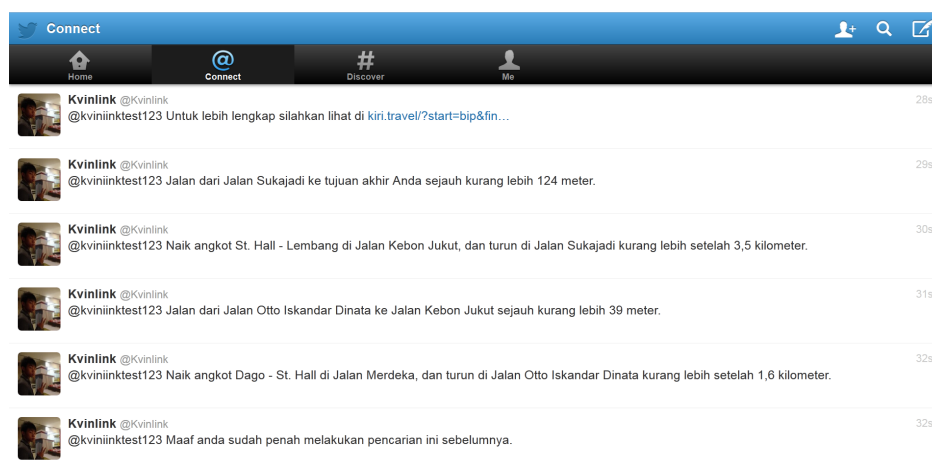 Connect
Home
Connect
Discover
Me
Kvinlink @Kvinlink 28s
@kviniinktest123 Untuk lebih lengkap silahkan lihat di kiri.travel/?start=bip&fin…
Kvinlink @Kvinlink 29s
@kviniinktest123 Jalan dari Jalan Sukajadi ke tujuan akhir Anda sejauh kurang lebih 124 meter.
Kvinlink @Kvinlink 30s
@kviniinktest123 Naik angkot St. Hall - Lembang di Jalan Kebon Jukut, dan turun di Jalan Sukajadi kurang lebih setelah 3,5 kilometer.
Kvinlink @Kvinlink 31s
@kviniinktest123 Jalan dari Jalan Otto Iskandar Dinata ke Jalan Kebon Jukut sejauh kurang lebih 39 meter.
Kvinlink @Kvinlink 32s
@kviniinktest123 Naik angkot Dago - St. Hall di Jalan Merdeka, dan turun di Jalan Otto Iskandar Dinata kurang lebih setelah 1,6 kilometer.
Kvinlink @Kvinlink 32s
@kviniinktest123 Maaf anda sudah penah melakukan pencarian ini sebelumnya.